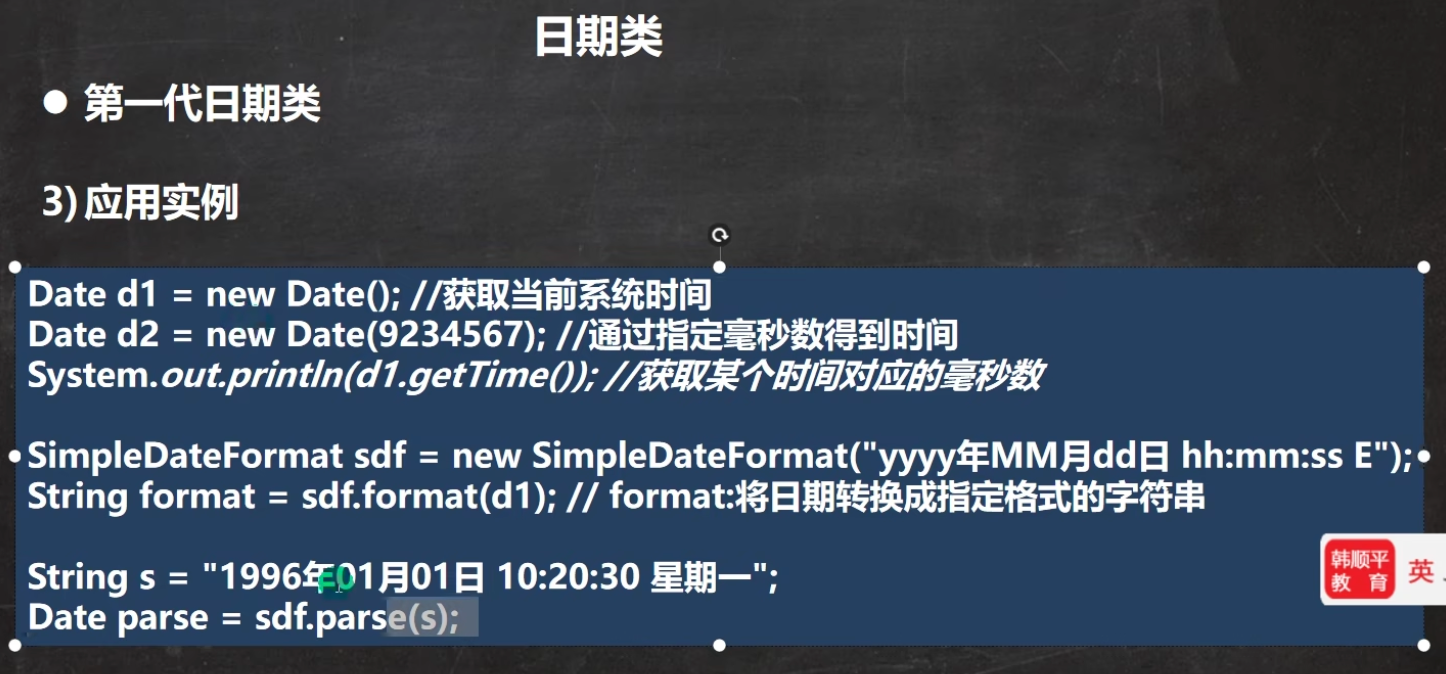 日期类
● 第一代日期类
3) 应用实例
Date d1 = new Date(); //获取当前系统时间
Date d2 = new Date(9234567); //通过指定毫秒数得到时间
System.out.println(d1.getTime()); //获取某个时间对应的毫秒数
SimpleDateFormat sdf = new SimpleDateFormat("yyyy年MM月dd日 hh:mm:ss E");
String format = sdf.format(d1); // format:将日期转换成指定格式的字符串
String s = "1996年01月01日 10:20:30 星期一";
Date parse = sdf.parse(s);
韩顺平
教 育
英